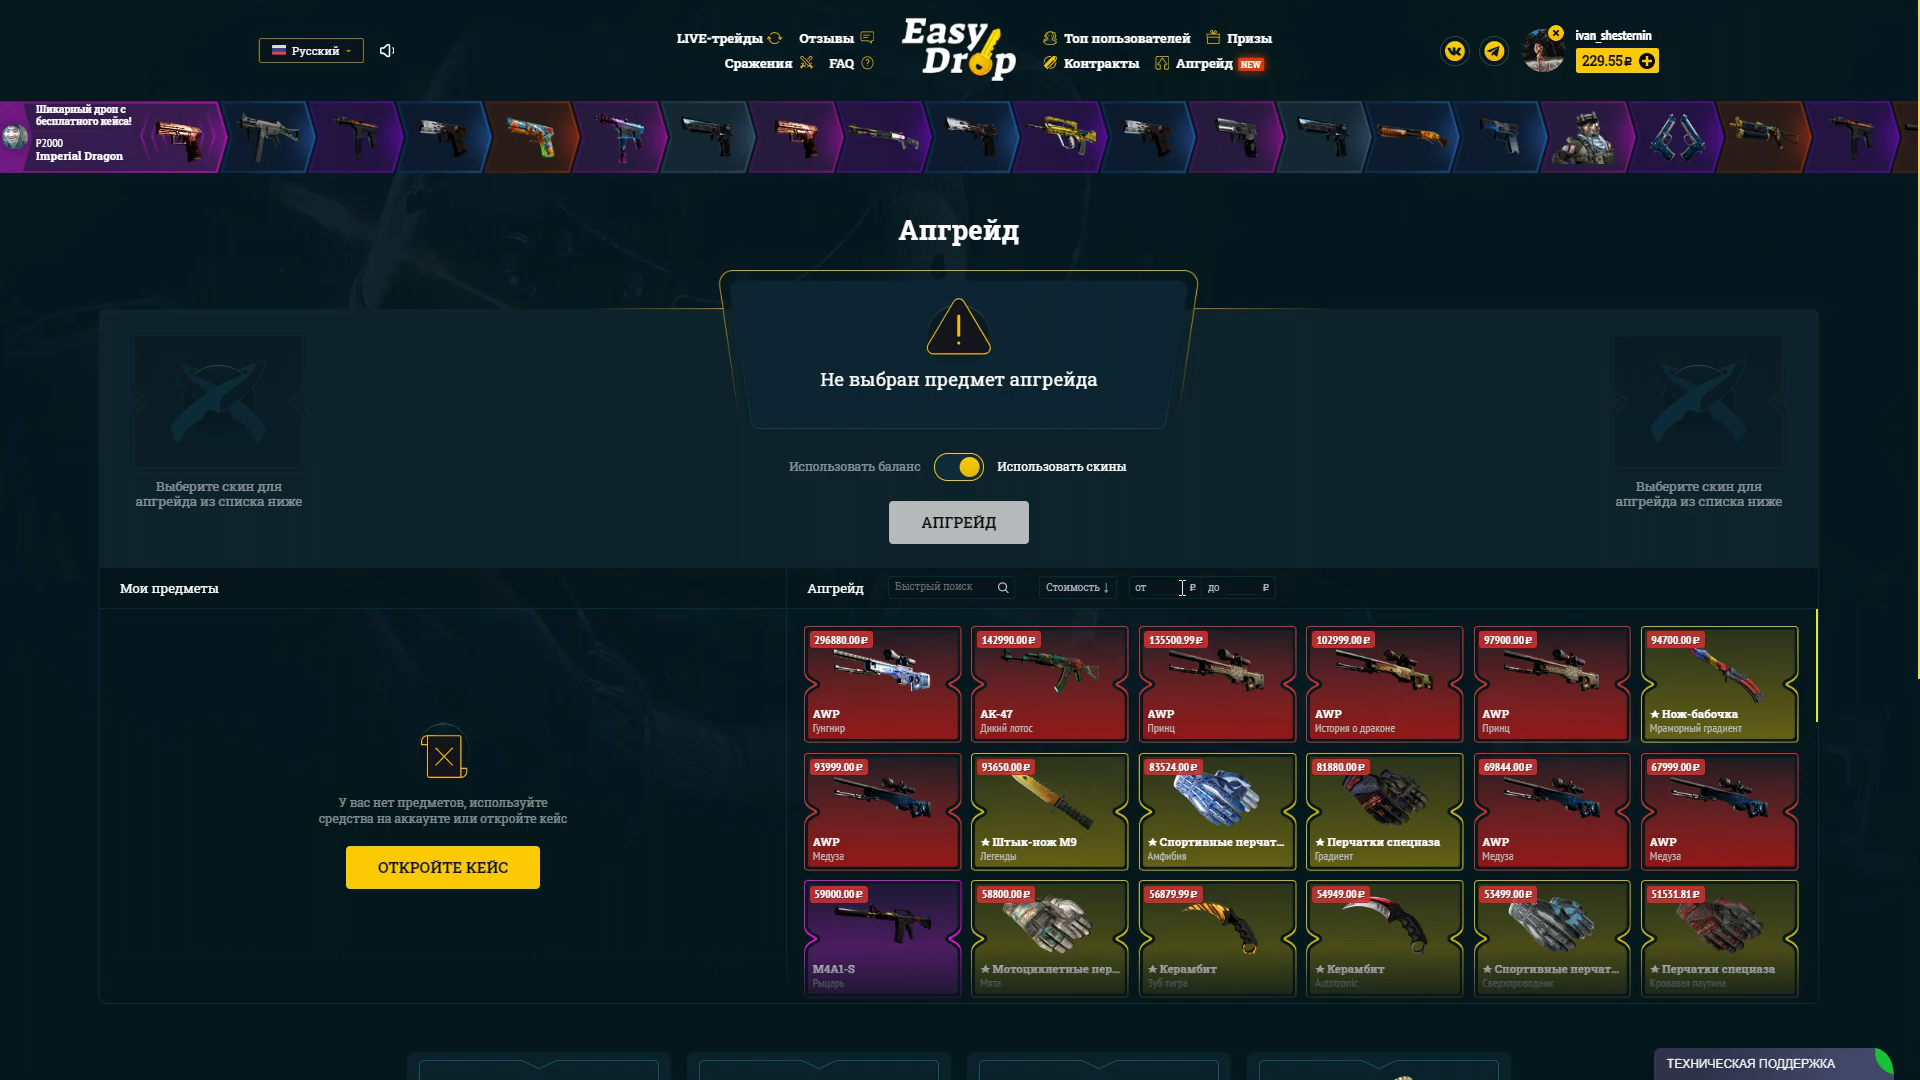 Русский
LIVE-трейды
Отзывы
Сражения
FAQ
Easy
Drop
Топ пользователей
Призы
Контракты
Апгрейд NEW
ivan_shesternin
229.55₽
Шикарный дроп с
бесплатного кейса!
P2000
Imperial Dragon
Апгрейд
Не выбран предмет апгрейда
Использовать баланс
Использовать скины
АПГРЕЙД
Выберите скин для
апгрейда из списка ниже
Выберите скин для
апгрейда из списка ниже
Мои предметы
У вас нет предметов, используйте
средства на аккаунте или откройте кейс
ОТКРОЙТЕ КЕЙС
Апгрейд
Быстрый поиск
Стоимость ↓
от ₽
до ₽
296880.00₽
AWP
Гунгнир
142990.00₽
AK-47
Дикий лотос
135500.99₽
AWP
Принц
102999.00₽
AWP
История о драконе
97900.00₽
AWP
Принц
94700.00₽
★ Нож-бабочка
Мраморный градиент
93999.00₽
AWP
Медуза
93650.00₽
★ Штык-нож M9
Легенды
83524.00₽
★ Спортивные перчат...
Амфибия
81880.00₽
★ Перчатки спецназа
Градиент
69844.00₽
AWP
Медуза
67999.00₽
AWP
Медуза
59000.00₽
M4A1-S
Рыцарь
58800.00₽
★ Мотоциклетные пер...
Мята
56879.99₽
★ Керамбит
Зуб тигра
54949.00₽
★ Керамбит
Autotronic
53499.00₽
★ Спортивные перчат...
Сверхпроводник
51531.81₽
★ Перчатки спецназа
Кровавая паутина
ТЕХНИЧЕСКАЯ ПОДДЕРЖКА